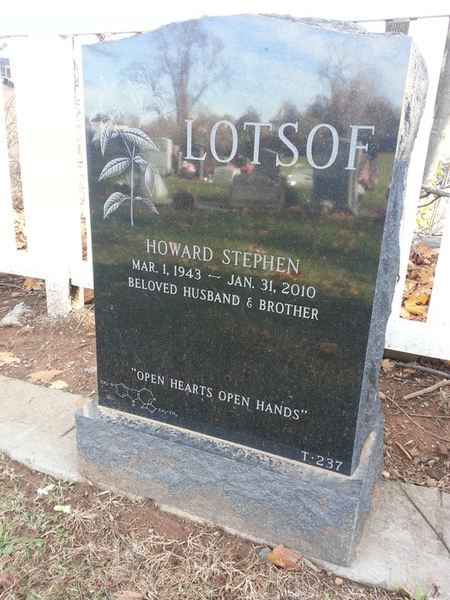 LOTSOF
HOWARD STEPHEN
MAR. 1, 1943 — JAN. 31, 2010
BELOVED HUSBAND & BROTHER
"OPEN HEARTS OPEN HANDS"
T-237